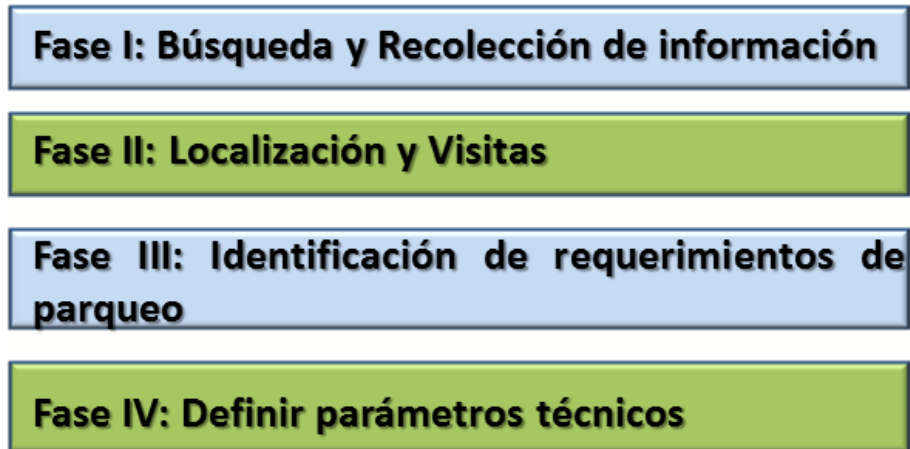 Fase I: Búsqueda y Recolección de información
Fase II: Localización y Visitas
Fase III: Identificación de requerimientos de
parqueo
Fase IV: Definir parámetros técnicos